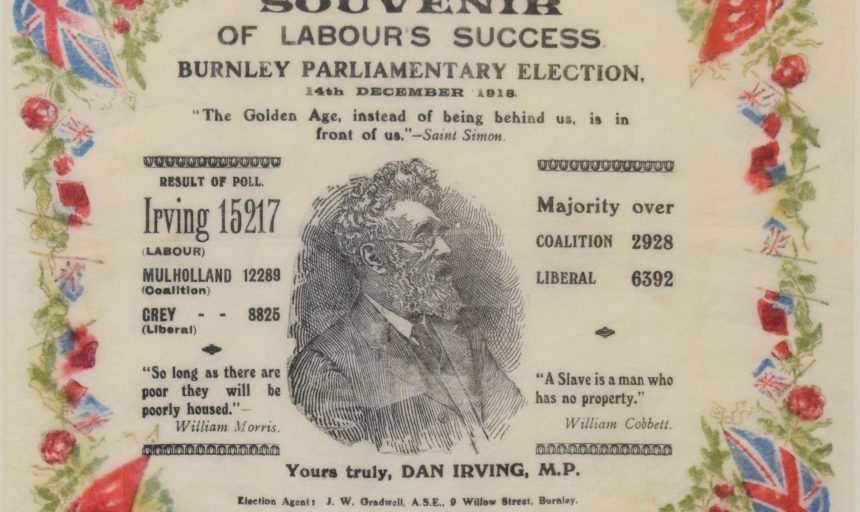 SOUVENIR
OF LABOUR'S SUCCESS.
BURNLEY PARLIAMENTARY ELECTION,
14th DECEMBER 1918.
"The Golden Age, instead of being behind us, is in
front of us."—Saint Simon.
RESULT OF POLL.
Irving 15217
(LABOUR)
MULHOLLAND 12289
(Coalition)
GREY - - 8825
(Liberal)
"So long as there are
poor they will be
poorly housed."—
William Morris.
Majority over
COALITION 2928
LIBERAL 6392
"A Slave is a man who
has no property."
William Cobbett.
Yours truly, DAN IRVING, M.P.
Election Agent: J. W. Gradwell, A.S.E., 9 Willow Street, Burnley.